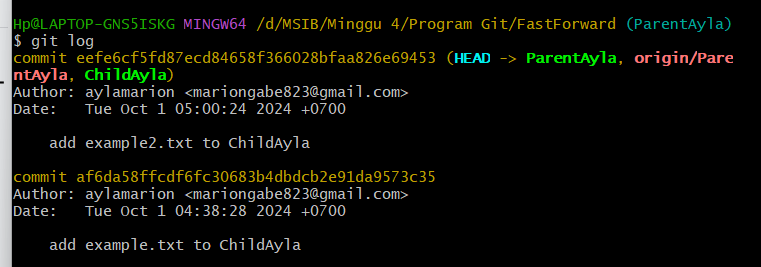 Hp@LAPTOP-GNS5ISKG MINGW64 /d/MSIB/Minggu 4/Program Git/FastForward (ParentAyla)
$ git log
commit eefe6cf5fd87ecd84658f366028bfaa826e69453 (HEAD -> ParentAyla, origin/Pare
ntAyla, ChildAyla)
Author: aylamarion <mariongabe823@gmail.com>
Date:   Tue Oct 1 05:00:24 2024 +0700
    add example2.txt to ChildAyla
commit af6da58ffcdf6fc30683b4dbdcb2e91da9573c35
Author: aylamarion <mariongabe823@gmail.com>
Date:   Tue Oct 1 04:38:28 2024 +0700
    add example.txt to ChildAyla